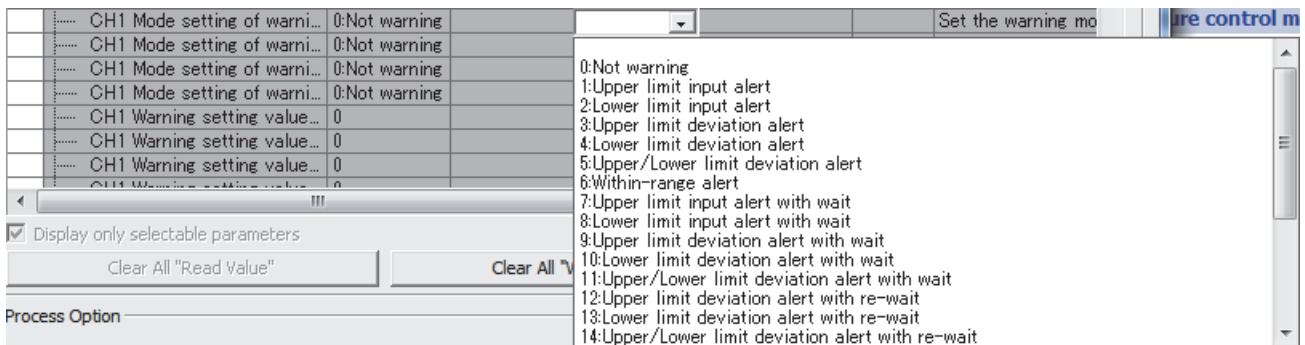 CH1 Mode setting of warni... 0:Not warning Set the warning mo
CH1 Mode setting of warni... 0:Not warning
CH1 Mode setting of warni... 0:Not warning
CH1 Mode setting of warni... 0:Not warning
CH1 Warning setting value... 0
CH1 Warning setting value... 0
CH1 Warning setting value... 0
CH1 Warning setting value... 0
Display only selectable parameters
Clear All "Read Value" Clear All "V
Process Option
ure control m
0:Not warning
1:Upper limit input alert
2:Lower limit input alert
3:Upper limit deviation alert
4:Lower limit deviation alert
5:Upper/Lower limit deviation alert
6:Within-range alert
7:Upper limit input alert with wait
8:Lower limit input alert with wait
9:Upper limit deviation alert with wait
10:Lower limit deviation alert with wait
11:Upper/Lower limit deviation alert with wait
12:Upper limit deviation alert with re-wait
13:Lower limit deviation alert with re-wait
14:Upper/Lower limit deviation alert with re-wait